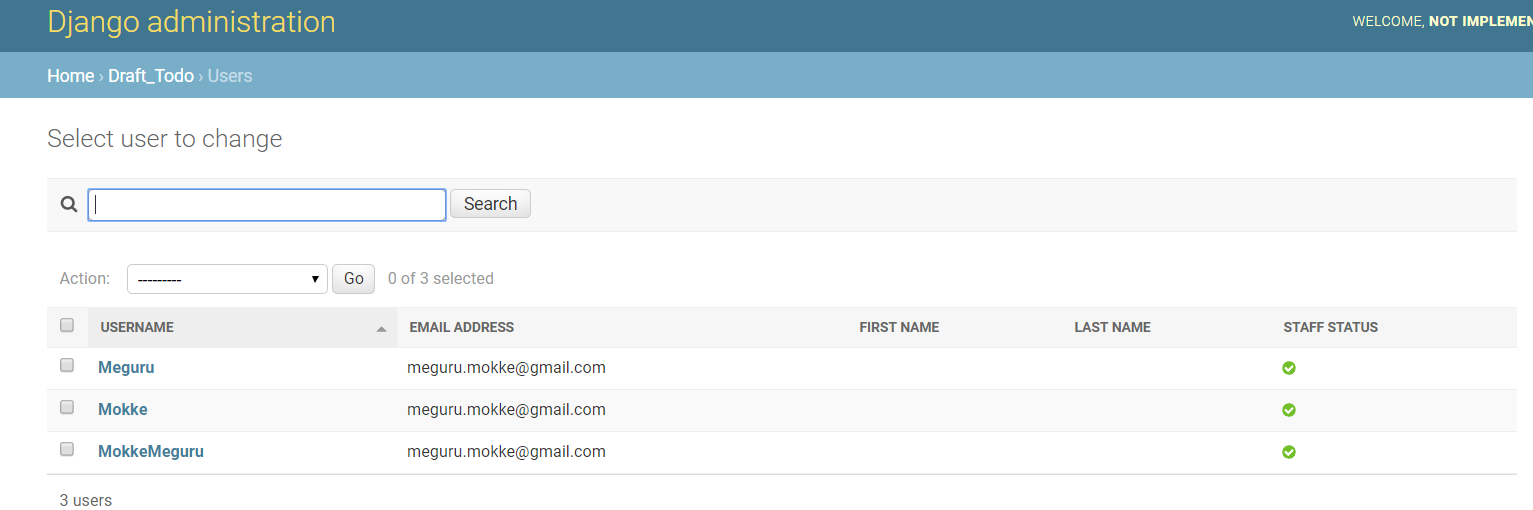 Django administration
WELCOME, NOT IMPLEMEN
Home › Draft_Todo › Users
Select user to change
Search
Action: --------- Go 0 of 3 selected
USERNAME EMAIL ADDRESS FIRST NAME LAST NAME STAFF STATUS
Meguru meguru.mokke@gmail.com
Mokke meguru.mokke@gmail.com
MokkeMeguru meguru.mokke@gmail.com
3 users